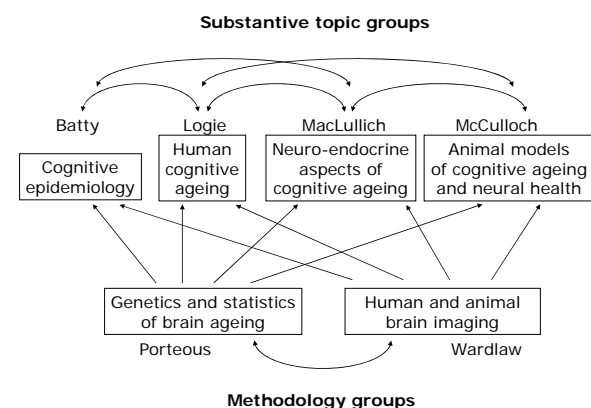 Substantive topic groups
Batty
Logie
MacLullich
McCulloch
Cognitive
epidemiology
Human
cognitive
ageing
Neuro-endocrine
aspects of
cognitive ageing
Animal models
of cognitive ageing
and neural health
Genetics and statistics
of brain ageing
Human and animal
brain imaging
Porteous
Wardlaw
Methodology groups